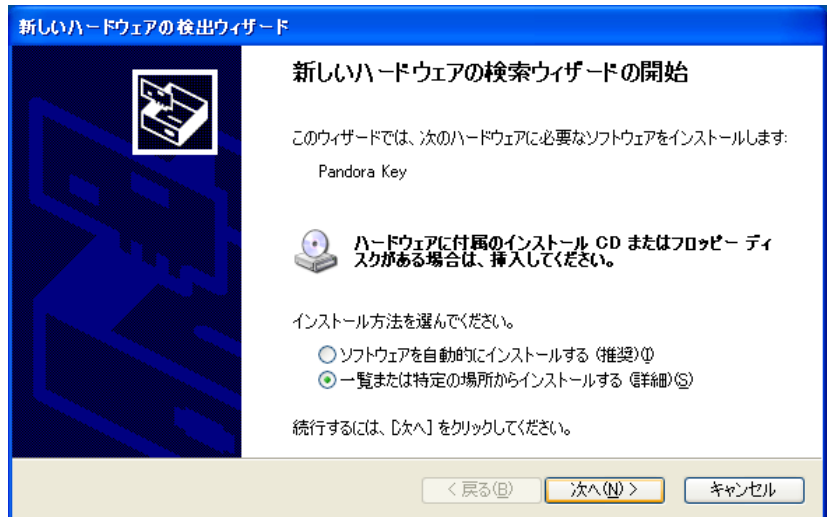 新しいハードウェアの検出ウィザード
新しいハードウェアの検索ウィザードの開始
このウィザードでは、次のハードウェアに必要なソフトウェアをインストールします:
Pandora Key
ハードウェアに付属のインストール CD またはフロッピー ディ
スクがある場合は、挿入してください。
インストール方法を選んでください。
ソフトウェアを自動的にインストールする (推奨)(I)
一覧または特定の場所からインストールする (詳細)(S)
続行するには、[次へ] をクリックしてください。
< 戻る(B)
次へ(N) >
キャンセル